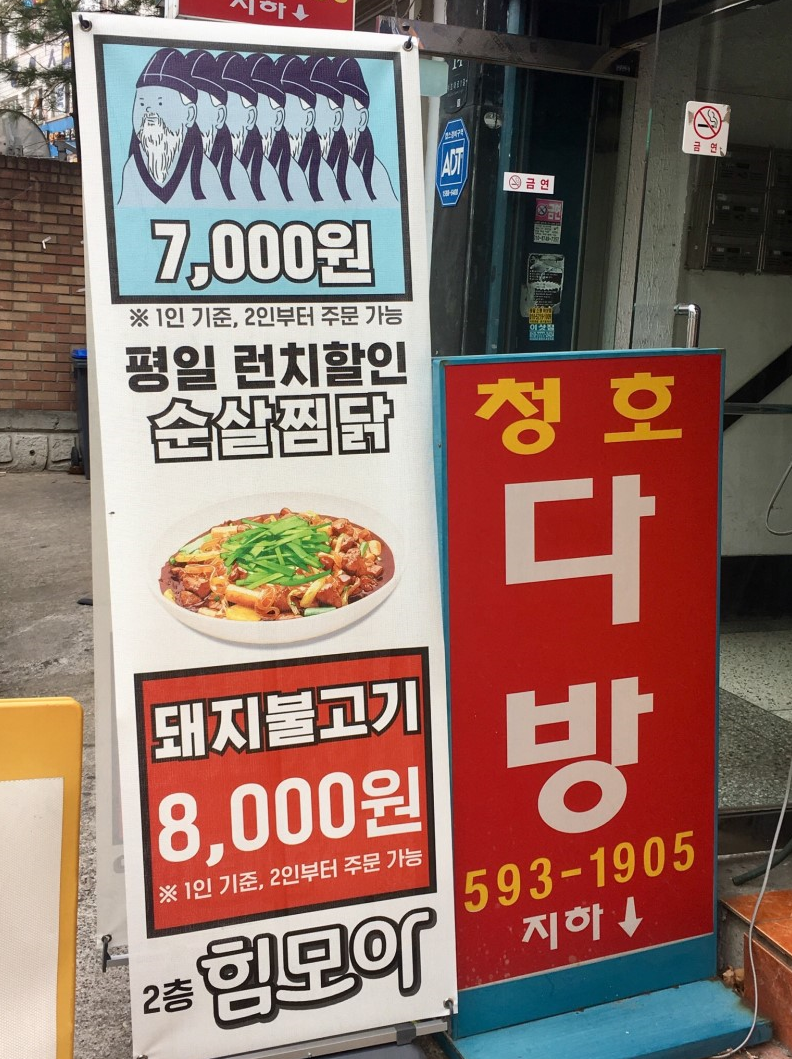 지하↓
7,000원
※ 1인 기준, 2인부터 주문 가능
평일 런치할인
순살찜닭
돼지불고기
8,000원
※ 1인 기준, 2인부터 주문 가능
2층 힘모아
ADT
금연
금연
청호
다
방
593-1905
지하↓